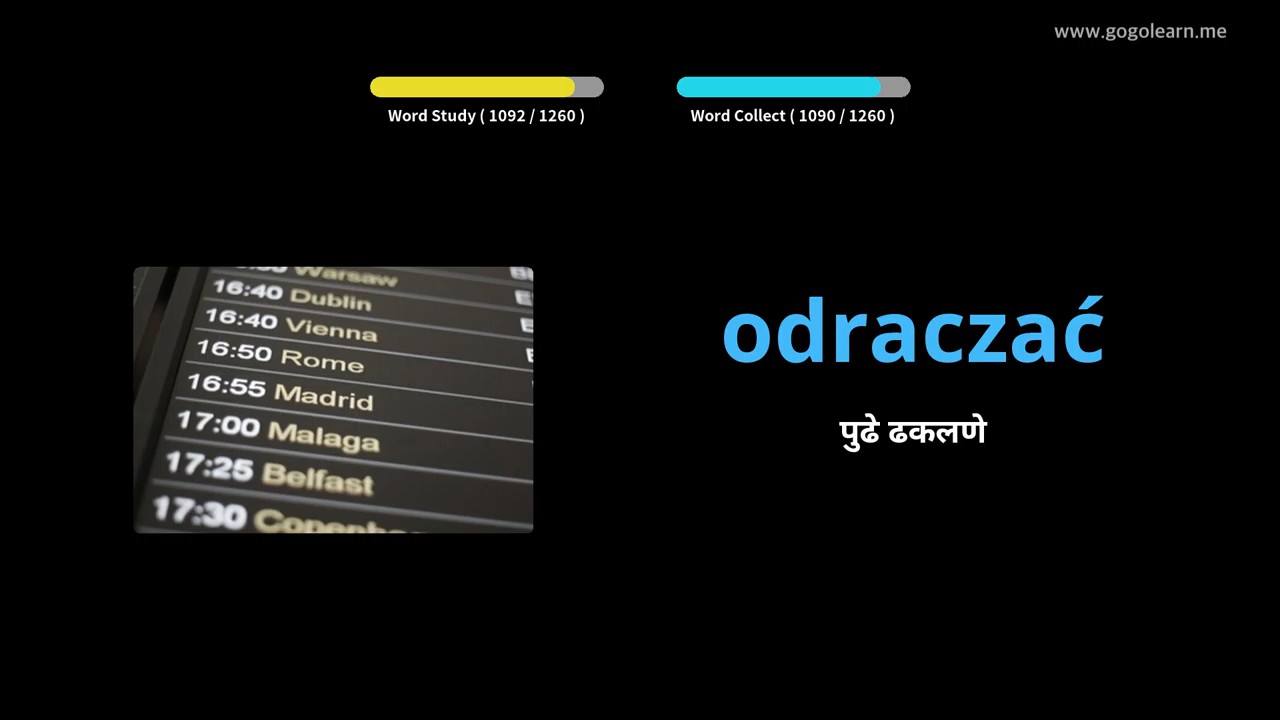 www.gogolearn.me
Word Study ( 1092 / 1260 )
Word Collect ( 1090 / 1260 )
Warsaw
16:40 Dublin
16:40 Vienna
16:50 Rome
16:55 Madrid
17:00 Malaga
17:25 Belfast
17:30
odraczać
पुढे ढकलणे